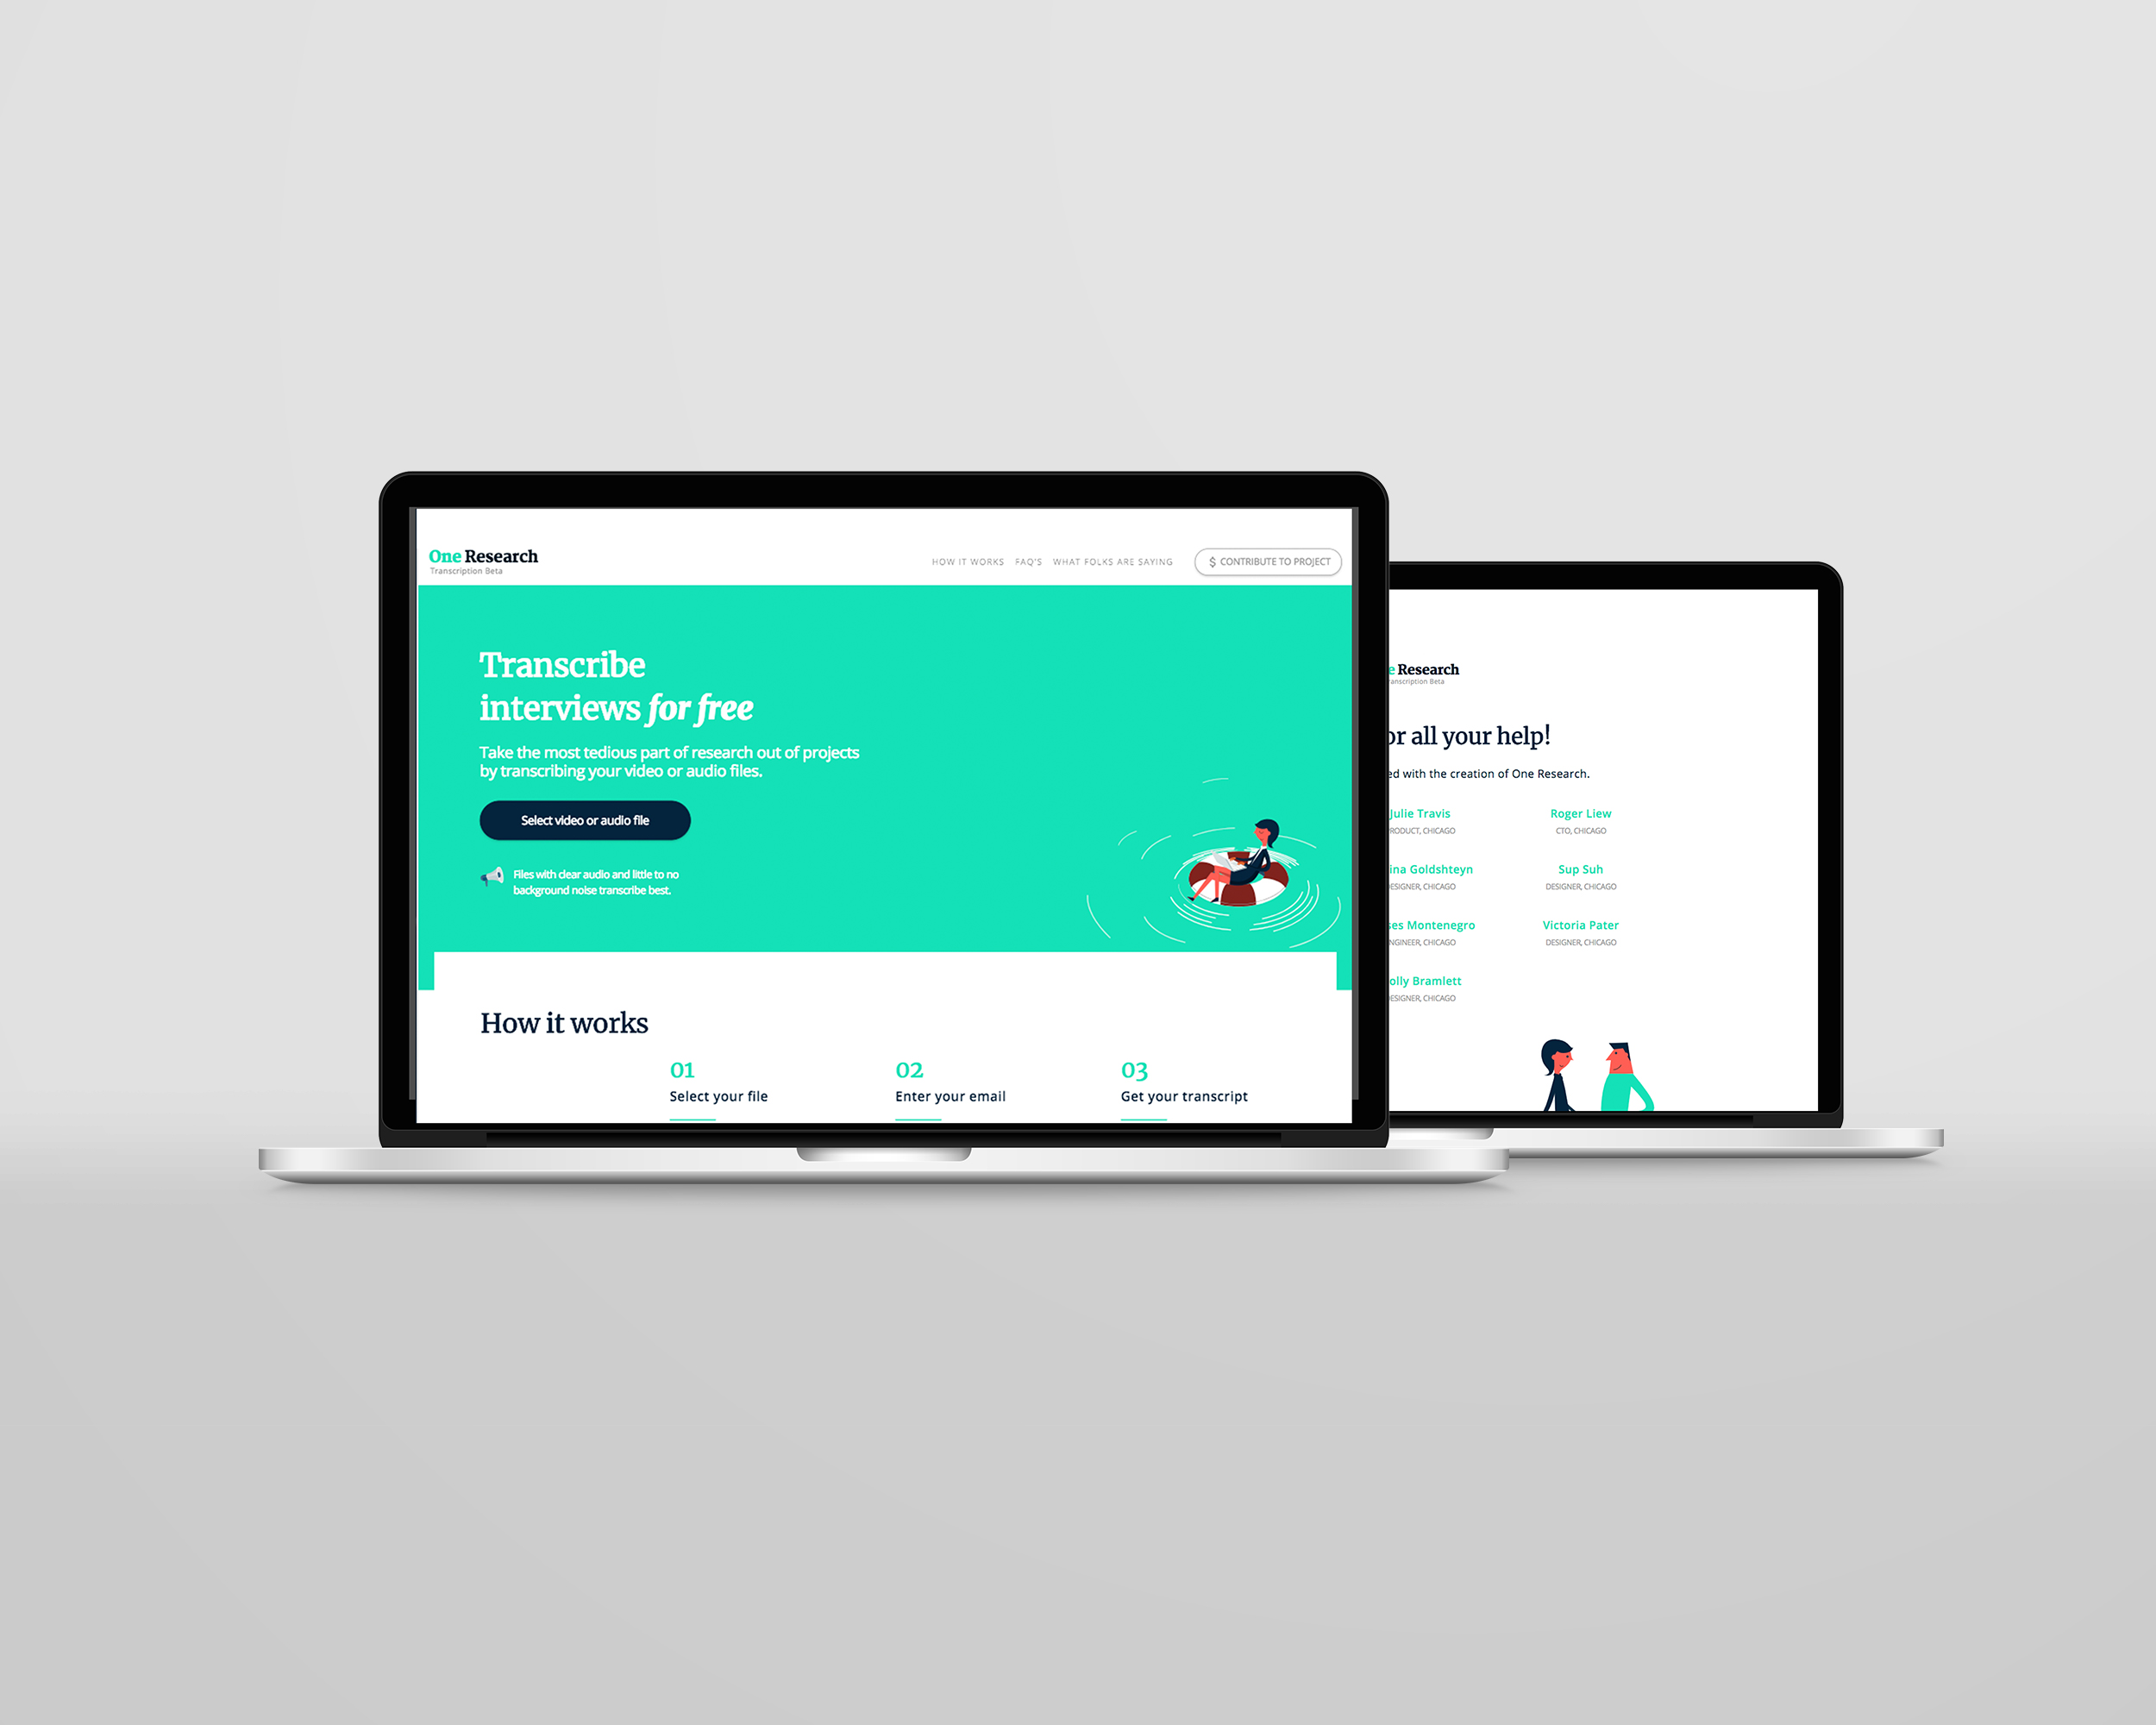 One Research
Transcription Beta
HOW IT WORKS FAQ'S WHAT FOLKS ARE SAYING $ CONTRIBUTE TO PROJECT
Transcribe
interviews for free
Take the most tedious part of research out of projects
by transcribing your video or audio files.
Select video or audio file
Files with clear audio and little to no
background noise transcribe best.
How it works
01 02 03
Select your file Enter your email Get your transcript
e Research
ranscription Beta
or all your help!
ed with the creation of One Research.
Julie Travis Roger Liew
RODUCT, CHICAGO CTO, CHICAGO
ina Goldshteyn Sup Suh
ESIGNER, CHICAGO DESIGNER, CHICAGO
ses Montenegro Victoria Pater
NGINEER, CHICAGO DESIGNER, CHICAGO
olly Bramlett
ESIGNER, CHICAGO